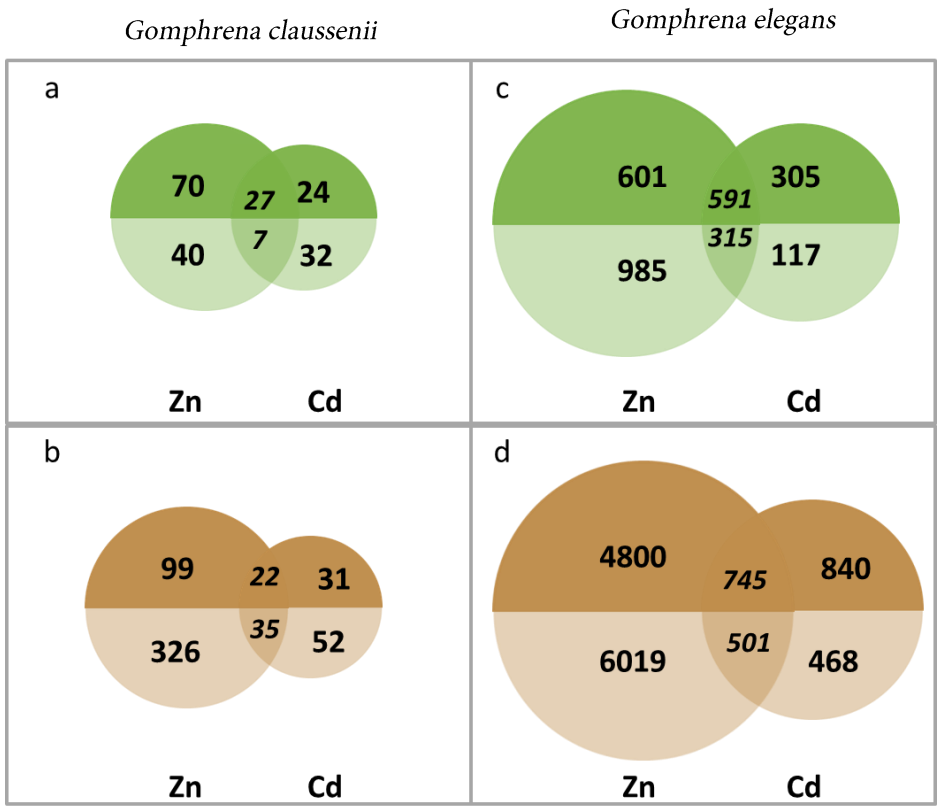 Gomphrena claussenii
Gomphrena elegans
a
70
27
24
40
7
32
Zn Cd
c
601
591
305
985
315
117
Zn Cd
b
99
22
31
326
35
52
Zn Cd
d
4800
745
840
6019
501
468
Zn Cd